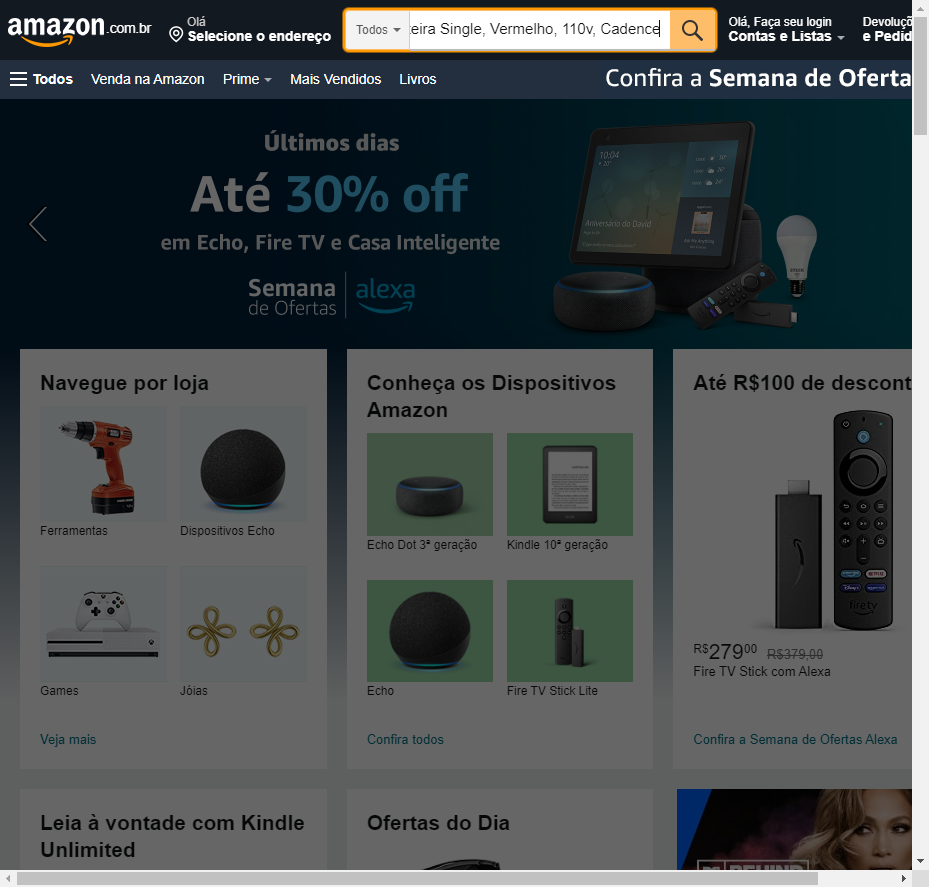 amazon.com.br
Olá
Selecione o endereço
Todos
eira Single, Vermelho, 110v, Cadence
Olá, Faça seu login
Contas e Listas
Devoluçõ
e Pedid
Todos
Venda na Amazon
Prime
Mais Vendidos
Livros
Confira a Semana de Oferta
Últimos dias
Até 30% off
em Echo, Fire TV e Casa Inteligente
Semana
de Ofertas
alexa
10:04
Aniversário do David
Navegue por loja
Ferramentas
Dispositivos Echo
Games
Jóias
Veja mais
Conheça os Dispositivos
Amazon
Echo Dot 3ª geração
Kindle 10ª geração
Echo
Fire TV Stick Lite
Confira todos
Até R$100 de descont
firetv
R$27900 R$379,00
Fire TV Stick com Alexa
Confira a Semana de Ofertas Alexa
Leia à vontade com Kindle
Unlimited
Ofertas do Dia
BEHIND